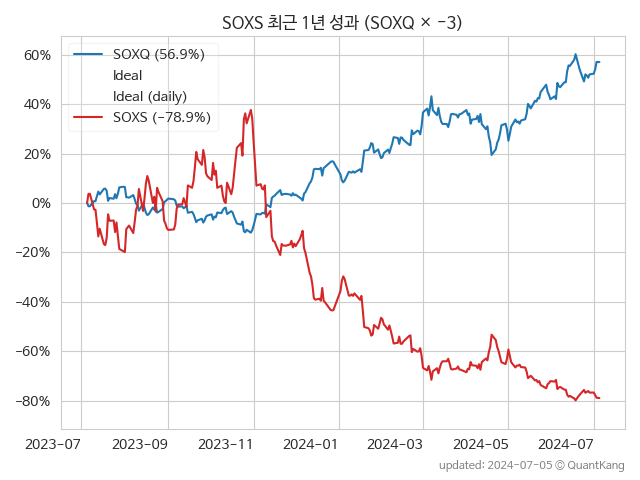 SOXS 최근 1년 성과 (SOXQ × −3)
SOXQ (56.9%)
Ideal
Ideal (daily)
SOXS (−78.9%)
60%
40%
20%
0%
−20%
−40%
−60%
−80%
2023−07
2023−09
2023−11
2024−01
2024−03
2024−05
2024−07
updated: 2024-07-05 © QuantKang